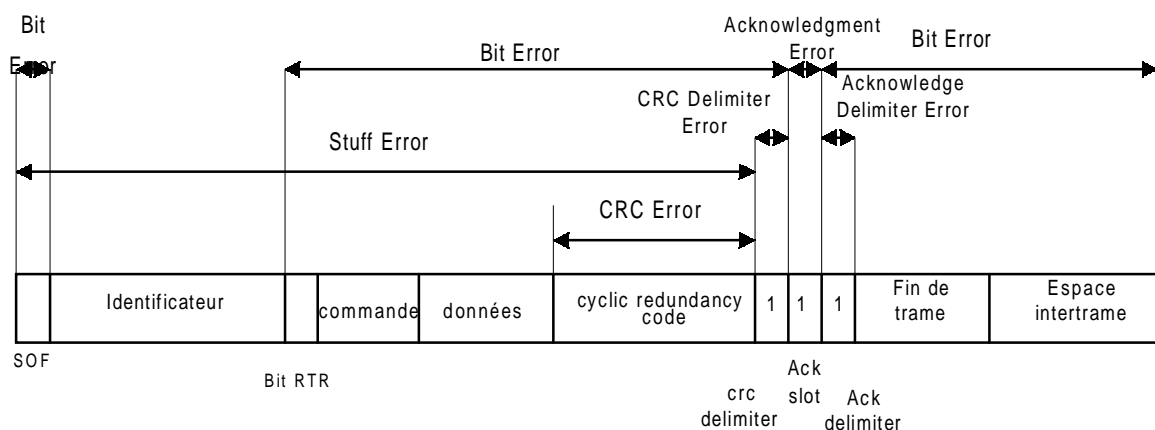 Bit
Error
Bit Error
Acknowledgment
Error
Bit Error
CRC Delimiter
Error
Acknowledge
Delimiter Error
Stuff Error
CRC Error
Identificateur
commande
données
cyclic redundancy
code
1
1
1
Fin de
trame
Espace
intertrame
SOF
Bit RTR
crc
delimiter
Ack
slot
Ack
delimiter